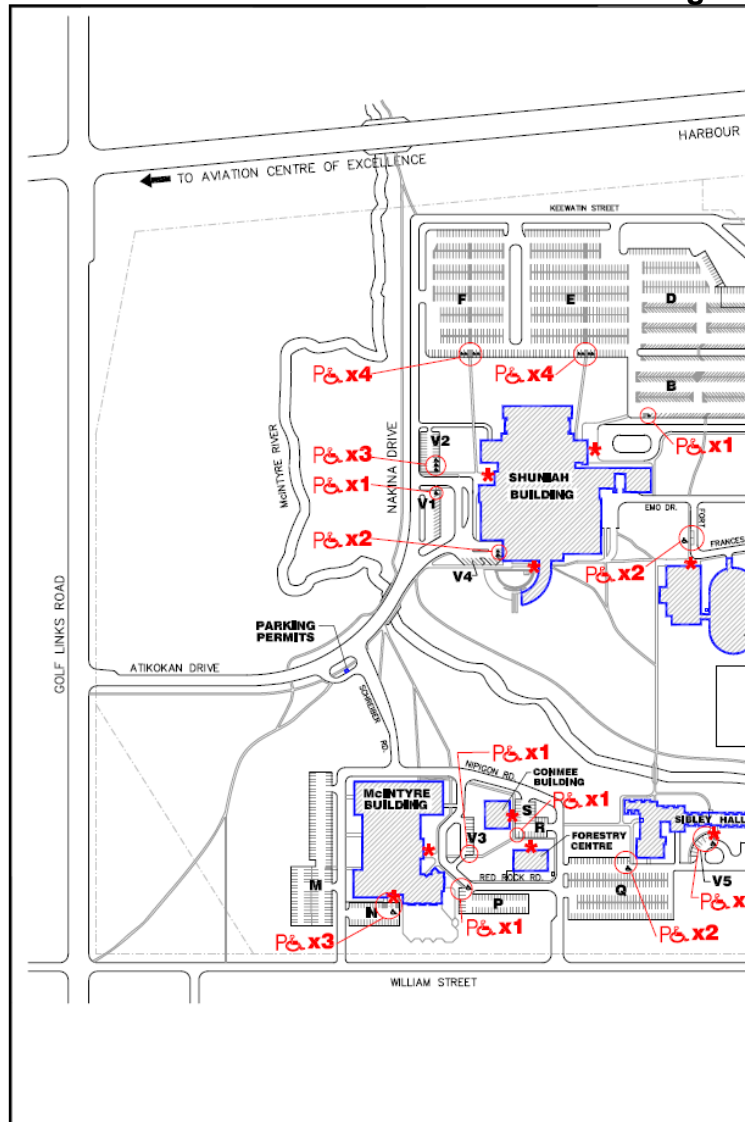 HARBOUR
TO AVIATION CENTRE OF EXCELLENCE
KEEWATIN STREET
F
E
D
P x4
P x4
B
McINTYRE RIVER
NAKINA DRIVE
V2
P x3
P x1
P x1
SHUNIAH
BUILDING
V1
EMO DR.
FORT
FRANCES
P x2
V4
P x2
GOLF LINKS ROAD
PARKING
PERMITS
ATIKOKAN DRIVE
SCHREIBER RD.
P x1
NIPIGON RD.
CONMEE
BUILDING
McINTYRE
BUILDING
P x1
S
R
SIBLEY HALL
V3
FORESTRY
CENTRE
M
RED ROCK RD.
V5
N
P
Q
P x
P x3
P x1
P x2
WILLIAM STREET